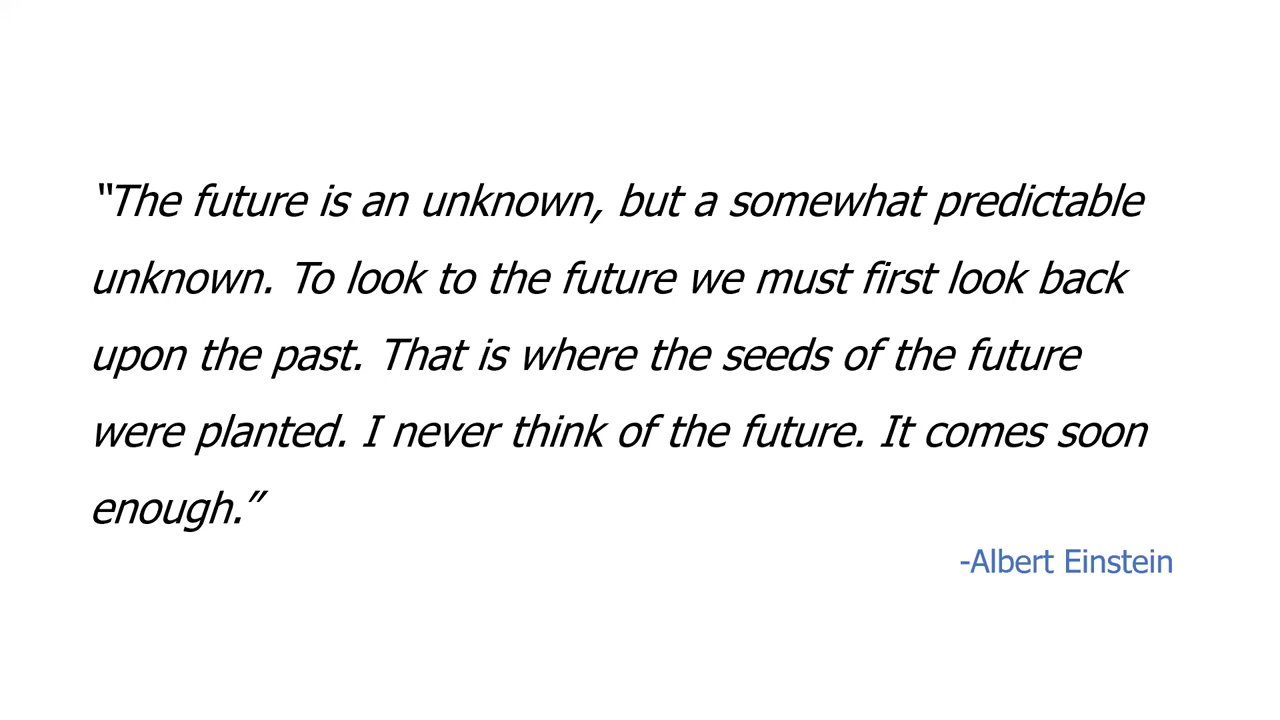 “The future is an unknown, but a somewhat predictable
unknown. To look to the future we must first look back
upon the past. That is where the seeds of the future
were planted. I never think of the future. It comes soon
enough.”
-Albert Einstein